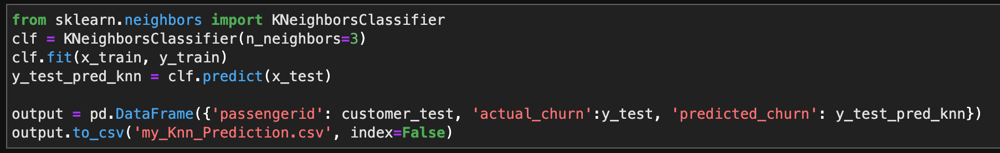 from sklearn.neighbors import KNeighborsClassifier
clf = KNeighborsClassifier(n_neighbors=3)
clf.fit(x_train, y_train)
y_test_pred_knn = clf.predict(x_test)

output = pd.DataFrame({'passengerid': customer_test, 'actual_churn':y_test, 'predicted_churn': y_test_pred_knn})
output.to_csv('my_Knn_Prediction.csv', index=False)